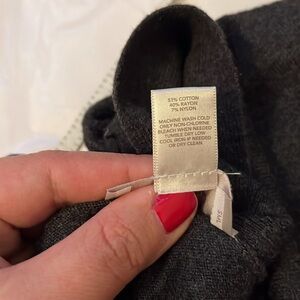 53% COTTON
40% RAYON
7% NYLON
MACHINE WASH COLD
ONLY NON-CHLORINE
BLEACH WHEN NEEDED
TUMBLE DRY LOW
COOL IRON IF NEEDED
OR DRY CLEAN